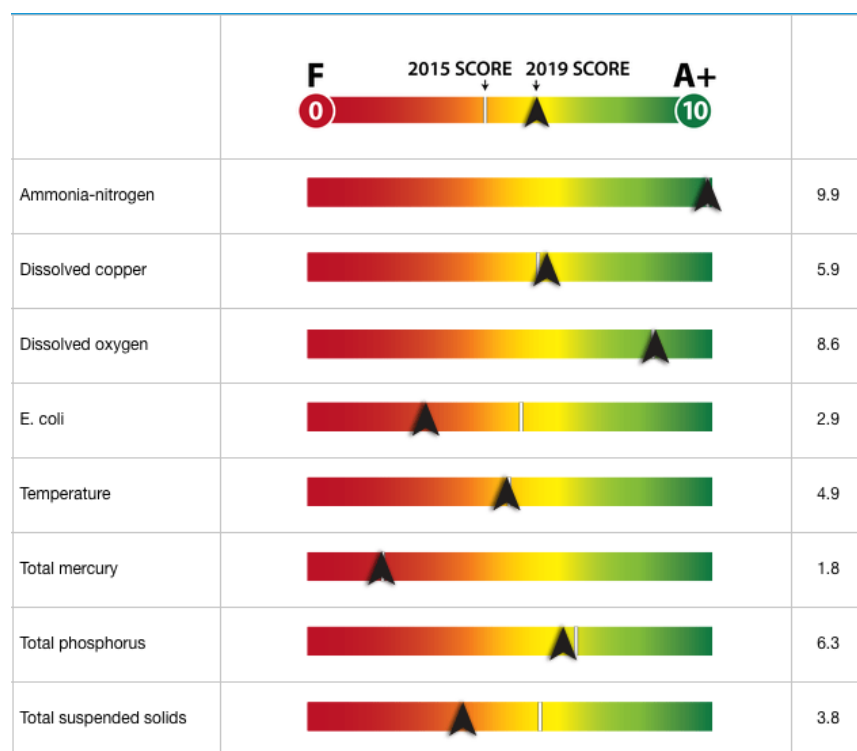 F 2015 SCORE 2019 SCORE A+
0 10
Ammonia-nitrogen 9.9
Dissolved copper 5.9
Dissolved oxygen 8.6
E. coli 2.9
Temperature 4.9
Total mercury 1.8
Total phosphorus 6.3
Total suspended solids 3.8